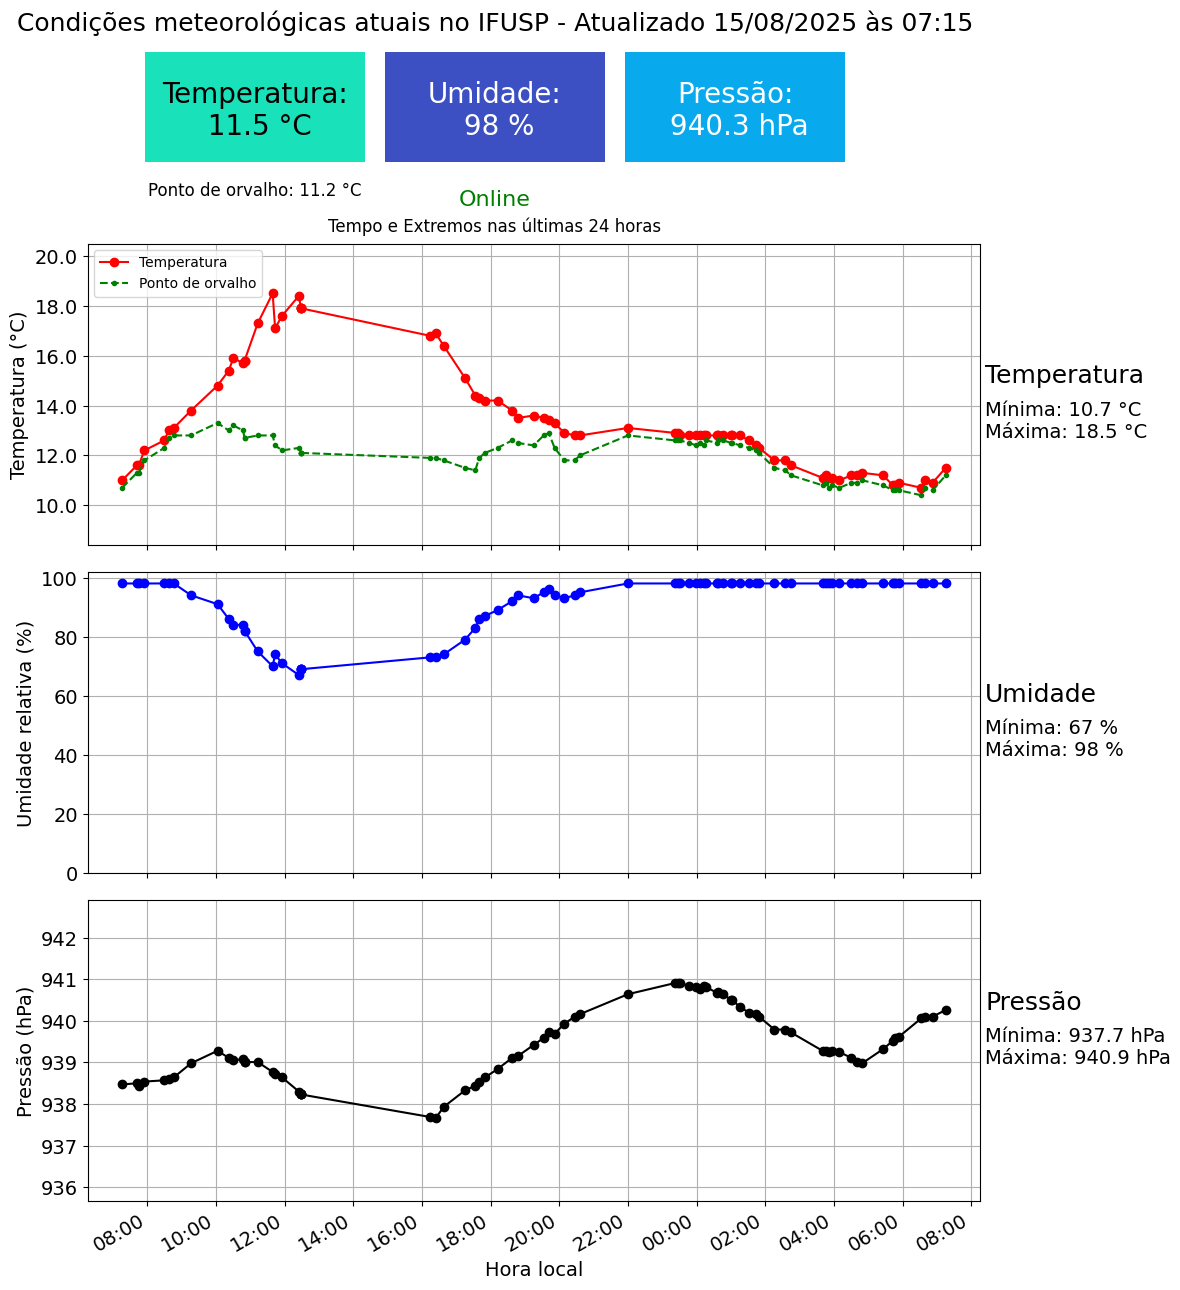 Condições meteorológicas atuais no IFUSP - Atualizado 15/08/2025 às 07:15
Temperatura:
11.5 °C
Umidade:
98 %
Pressão:
940.3 hPa
Ponto de orvalho: 11.2 °C
Online
Tempo e Extremos nas últimas 24 horas
Temperatura (°C)
20.0
18.0
16.0
14.0
12.0
10.0
Temperatura
Ponto de orvalho
Temperatura
Mínima: 10.7 °C
Máxima: 18.5 °C
Umidade relativa (%)
100
80
60
40
20
0
Umidade
Mínima: 67 %
Máxima: 98 %
Pressão (hPa)
942
941
940
939
938
937
936
Pressão
Mínima: 937.7 hPa
Máxima: 940.9 hPa
08:00 10:00 12:00 14:00 16:00 18:00 20:00 22:00 00:00 02:00 04:00 06:00 08:00
Hora local